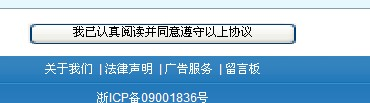 我已认真阅读并同意遵守以上协议
关于我们 | 法律声明 | 广告服务 | 留言板
浙ICP备09001836号